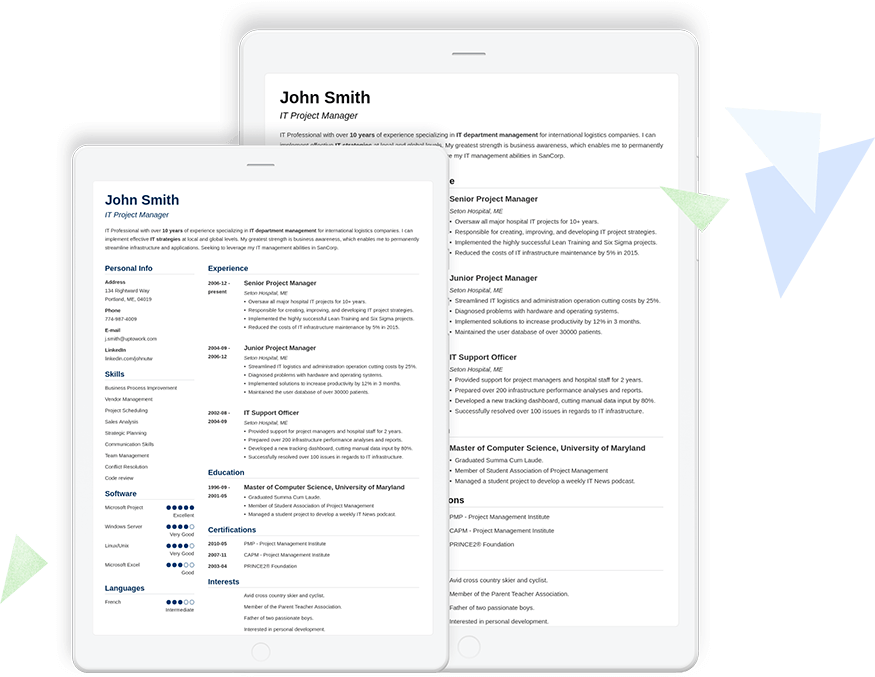 John Smith
IT Project Manager
IT Professional with over 10 years of experience specializing in IT department management for international logistics companies. I can
implement effective IT strategies at local and global levels. My greatest strength is business awareness, which enables me to permanently
streamline infrastructure and applications. Seeking to leverage my IT management abilities in SanCorp.
Personal Info
Address
134 Rightward Way
Portland, ME, 04019
Phone
774-987-4009
E-mail
j.smith@uptowork.com
LinkedIn
linkedin.com/johnutw
Skills
Business Process Improvement
Vendor Management
Project Scheduling
Sales Analysis
Strategic Planning
Communication Skills
Team Management
Conflict Resolution
Code review
Software
Microsoft Project
Excellent
Windows Server
Very Good
Linux/Unix
Very Good
Microsoft Excel
Good
Languages
French
Intermediate
Experience
2006-12 -
present
Senior Project Manager
Seton Hospital, ME
• Oversaw all major hospital IT projects for 10+ years.
• Responsible for creating, improving, and developing IT project strategies.
• Implemented the highly successful Lean Training and Six Sigma projects.
• Reduced the costs of IT infrastructure maintenance by 5% in 2015.
2004-09 -
2006-12
Junior Project Manager
Seton Hospital, ME
• Streamlined IT logistics and administration operation cutting costs by 25%.
• Diagnosed problems with hardware and operating systems.
• Implemented solutions to increase productivity by 12% in 3 months.
• Maintained the user database of over 30000 patients.
2002-08 -
2004-09
IT Support Officer
Seton Hospital, ME
• Provided support for project managers and hospital staff for 2 years.
• Prepared over 200 infrastructure performance analyses and reports.
• Developed a new tracking dashboard, cutting manual data input by 80%.
• Successfully resolved over 100 issues in regards to IT infrastructure.
Education
1996-09 -
2001-05
Master of Computer Science, University of Maryland
• Graduated Summa Cum Laude.
• Member of Student Association of Project Management
• Managed a student project to develop a weekly IT News podcast.
Certifications
2010-05 PMP - Project Management Institute
2007-11 CAPM - Project Management Institute
2003-04 PRINCE2® Foundation
Interests
Avid cross country skier and cyclist.
Member of the Parent Teacher Association.
Father of two passionate boys.
Interested in personal development.
John Smith
IT Project Manager
IT Professional with over 10 years of experience specializing in IT department management for international logistics companies. I can
implement effective IT strategies at local and global levels. My greatest strength is business awareness, which enables me to permanently
e my IT management abilities in SanCorp.
e
Senior Project Manager
Seton Hospital, ME
• Oversaw all major hospital IT projects for 10+ years.
• Responsible for creating, improving, and developing IT project strategies.
• Implemented the highly successful Lean Training and Six Sigma projects.
• Reduced the costs of IT infrastructure maintenance by 5% in 2015.
Junior Project Manager
Seton Hospital, ME
• Streamlined IT logistics and administration operation cutting costs by 25%.
• Diagnosed problems with hardware and operating systems.
• Implemented solutions to increase productivity by 12% in 3 months.
• Maintained the user database of over 30000 patients.
IT Support Officer
Seton Hospital, ME
• Provided support for project managers and hospital staff for 2 years.
• Prepared over 200 infrastructure performance analyses and reports.
• Developed a new tracking dashboard, cutting manual data input by 80%.
• Successfully resolved over 100 issues in regards to IT infrastructure.
Master of Computer Science, University of Maryland
• Graduated Summa Cum Laude.
• Member of Student Association of Project Management
• Managed a student project to develop a weekly IT News podcast.
ons
PMP - Project Management Institute
CAPM - Project Management Institute
PRINCE2® Foundation
Avid cross country skier and cyclist.
Member of the Parent Teacher Association.
Father of two passionate boys.
Interested in personal development.